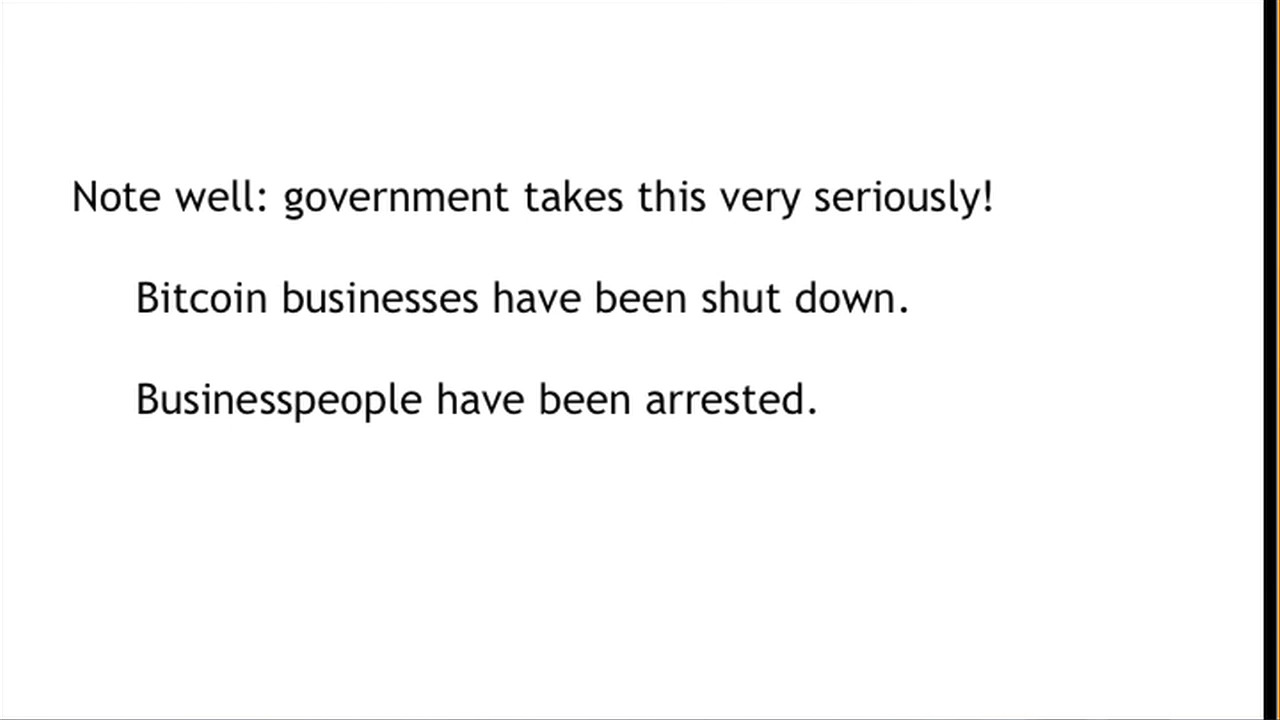 Note well: government takes this very seriously!
Bitcoin businesses have been shut down.
Businesspeople have been arrested.